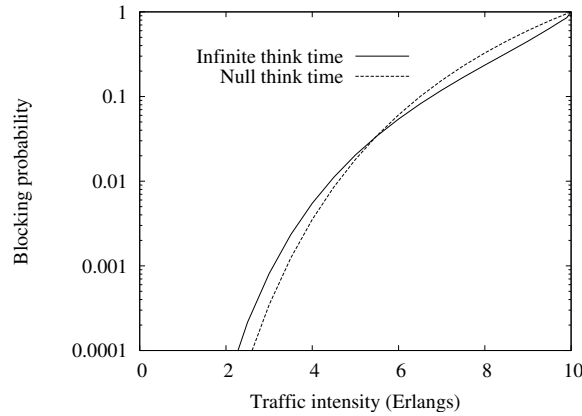 1
0.1
0.01
0.001
0.0001
Blocking probability
Infinite think time
Null think time
0 2 4 6 8 10
Traffic intensity (Erlangs)